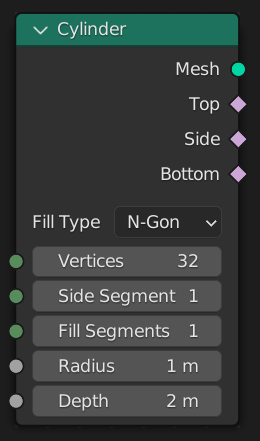 Cylinder
Mesh
Top
Side
Bottom
Fill Type N-Gon
Vertices 32
Side Segment 1
Fill Segments 1
Radius 1 m
Depth 2 m